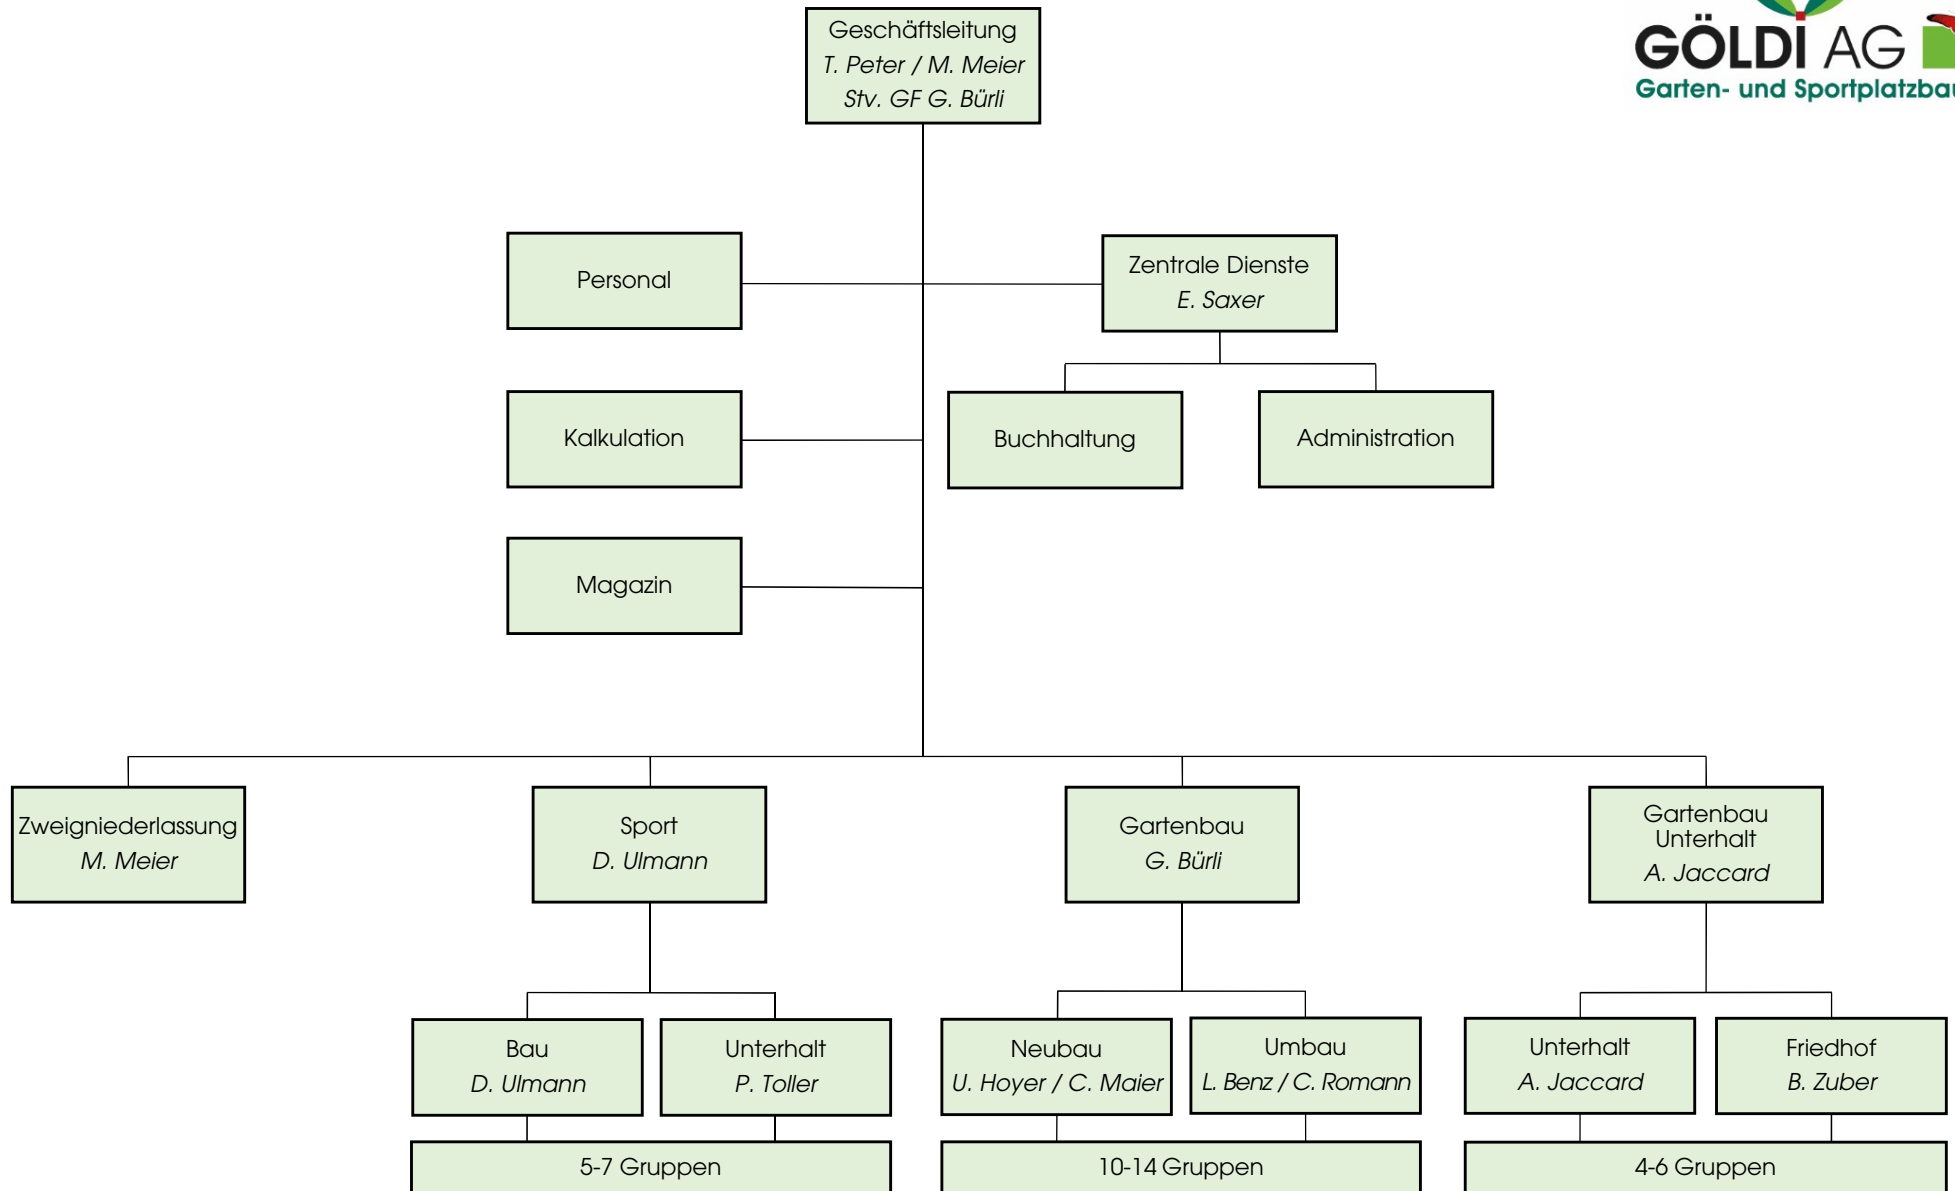 Geschäftsleitung
T. Peter / M. Meier
Stv. GF G. Bürli
GÖLDI AG
Garten- und Sportplatzbau
Personal
Zentrale Dienste
E. Saxer
Kalkulation
Buchhaltung
Administration
Magazin
Zweigniederlassung
M. Meier
Sport
D. Ulmann
Gartenbau
G. Bürli
Gartenbau
Unterhalt
A. Jaccard
Bau
D. Ulmann
Unterhalt
P. Toller
Neubau
U. Hoyer / C. Maier
Umbau
L. Benz / C. Romann
Unterhalt
A. Jaccard
Friedhof
B. Zuber
5-7 Gruppen
10-14 Gruppen
4-6 Gruppen